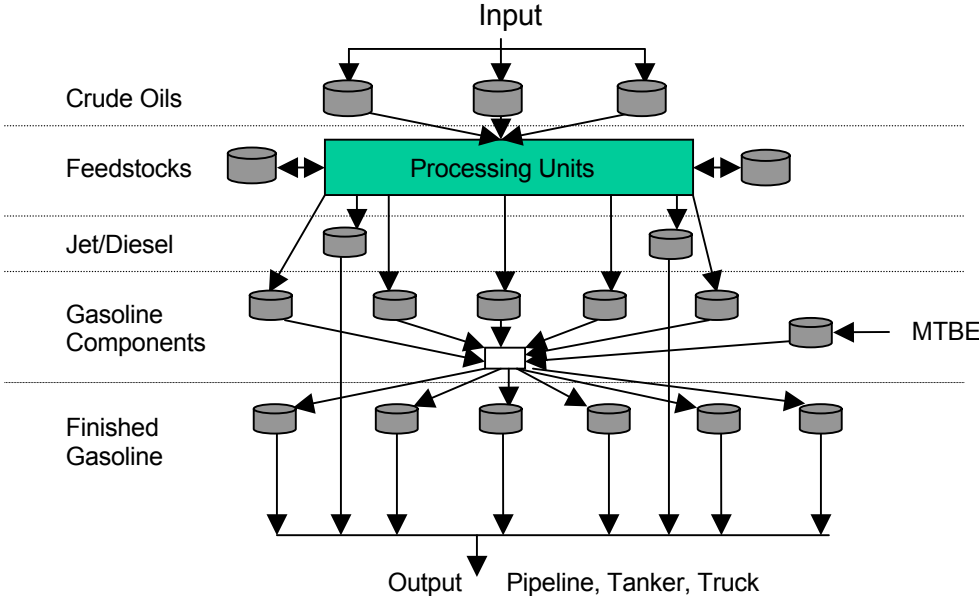 Input
Crude Oils
Feedstocks
Processing Units
Jet/Diesel
Gasoline
Components
MTBE
Finished
Gasoline
Output
Pipeline, Tanker, Truck